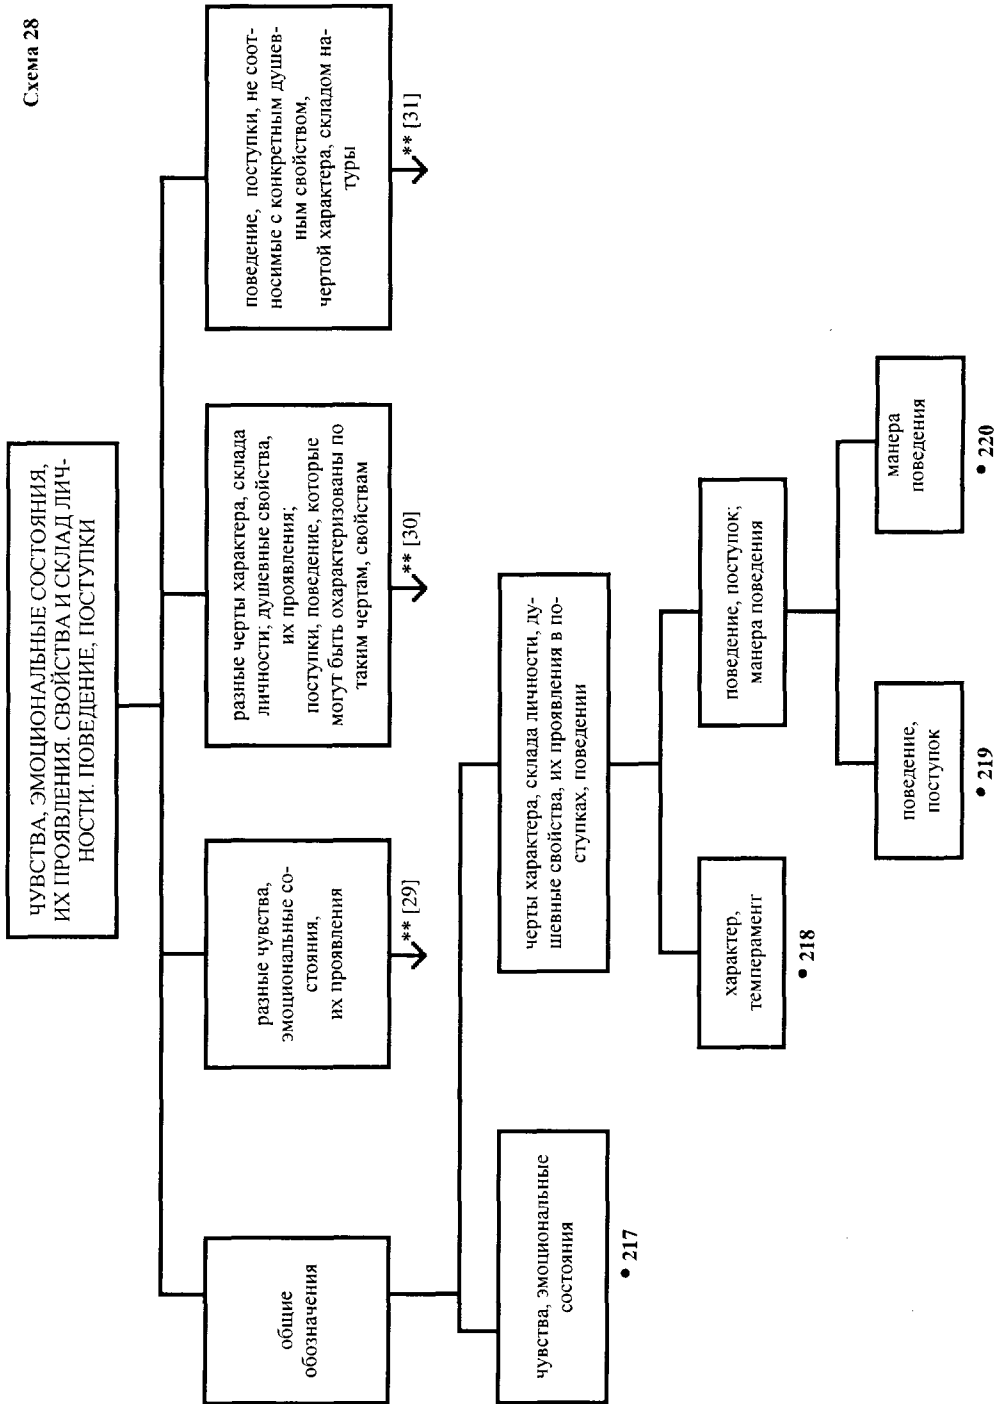 Схема 28
ЧУВСТВА, ЭМОЦИОНАЛЬНЫЕ СОСТОЯНИЯ,
ИХ ПРОЯВЛЕНИЯ. СВОЙСТВА И СКЛАД ЛИЧ-
НОСТИ. ПОВЕДЕНИЕ, ПОСТУПКИ
общие
обозначения
разные чувства,
эмоциональные со-
стояния,
их проявления
** [29]
разные черты характера, склада
личности; душевные свойства,
их проявления;
поступки, поведение, которые
могут быть охарактеризованы по
таким чертам, свойствам
** [30]
поведение, поступки, не соот-
носимые с конкретным душев-
ным свойством,
чертой характера, складом на-
туры
** [31]
чувства, эмоциональные
состояния
• 217
черты характера, склада личности, ду-
шевные свойства, их проявления в по-
ступках, поведении
характер,
темперамент
• 218
поведение, поступок;
манера поведения
поведение,
поступок
• 219
манера
поведения
• 220